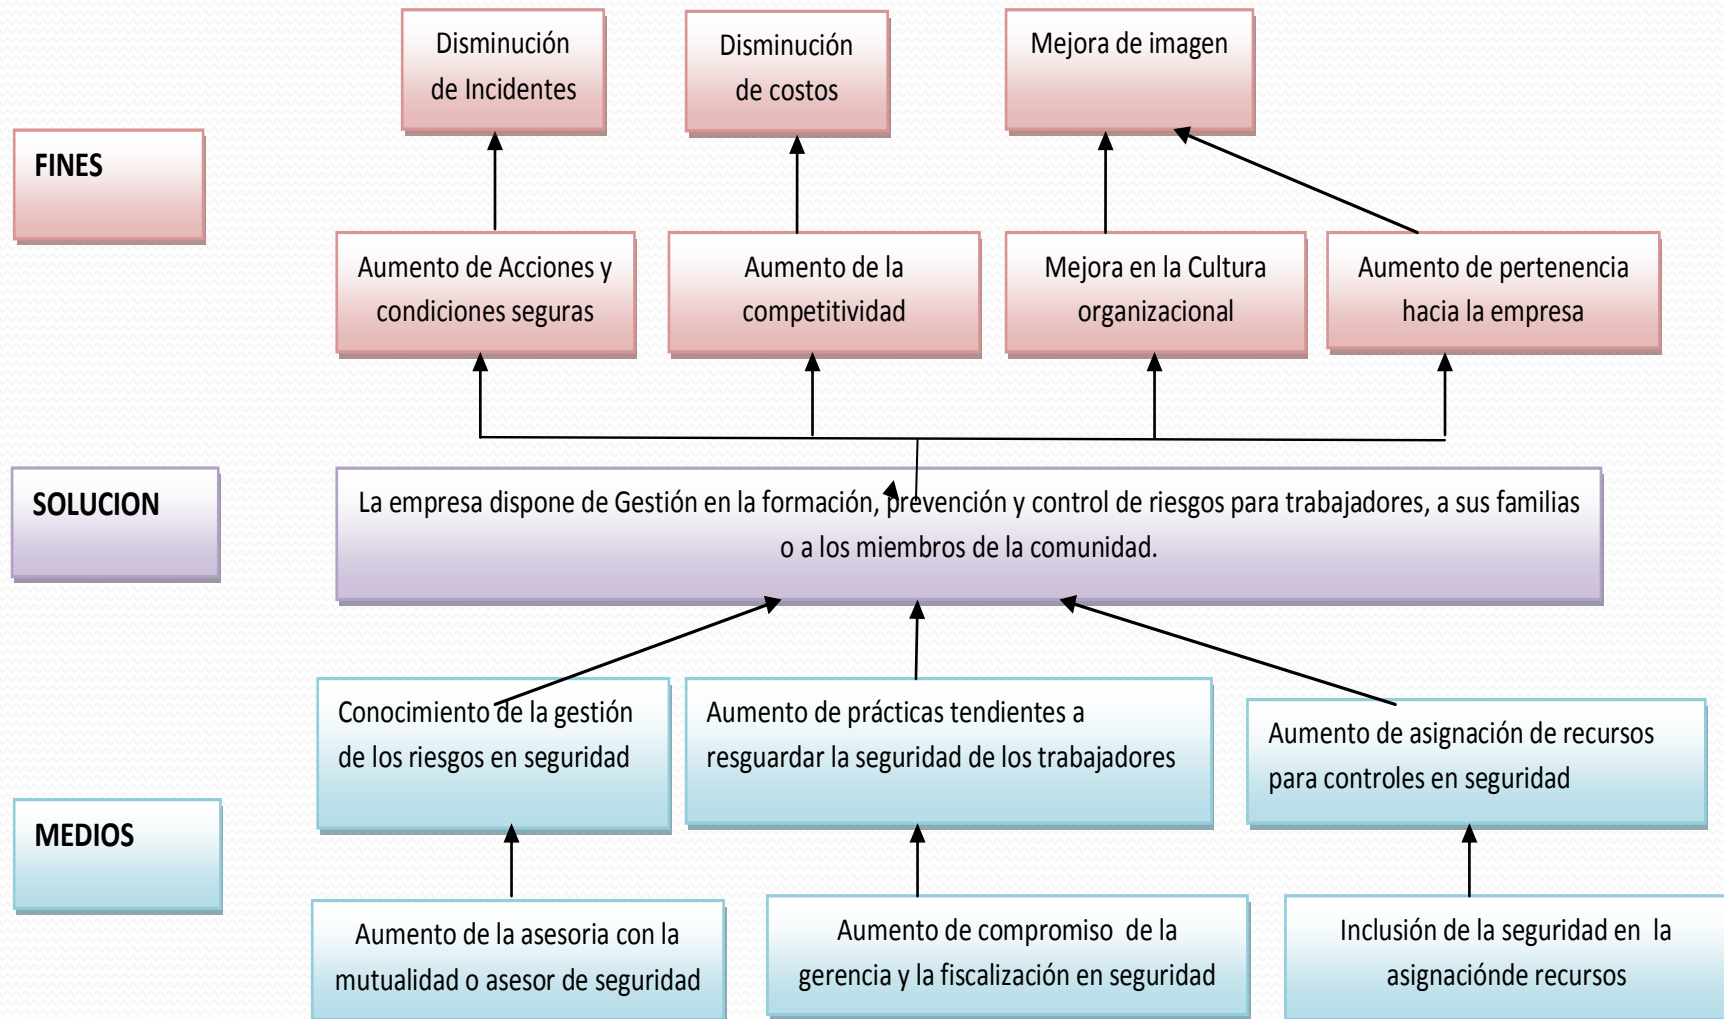 Disminución
de Incidentes
Disminución
de costos
Mejora de imagen
FINES
Aumento de Acciones y
condiciones seguras
Aumento de la
competitividad
Mejora en la Cultura
organizacional
Aumento de pertenencia
hacia la empresa
SOLUCION
La empresa dispone de Gestión en la formación, prevención y control de riesgos para trabajadores, a sus familias
o a los miembros de la comunidad.
Conocimiento de la gestión
de los riesgos en seguridad
Aumento de prácticas tendientes a
resguardar la seguridad de los trabajadores
Aumento de asignación de recursos
para controles en seguridad
MEDIOS
Aumento de la asesoria con la
mutualidad o asesor de seguridad
Aumento de compromiso de la
gerencia y la fiscalización en seguridad
Inclusión de la seguridad en la
asignaciónde recursos